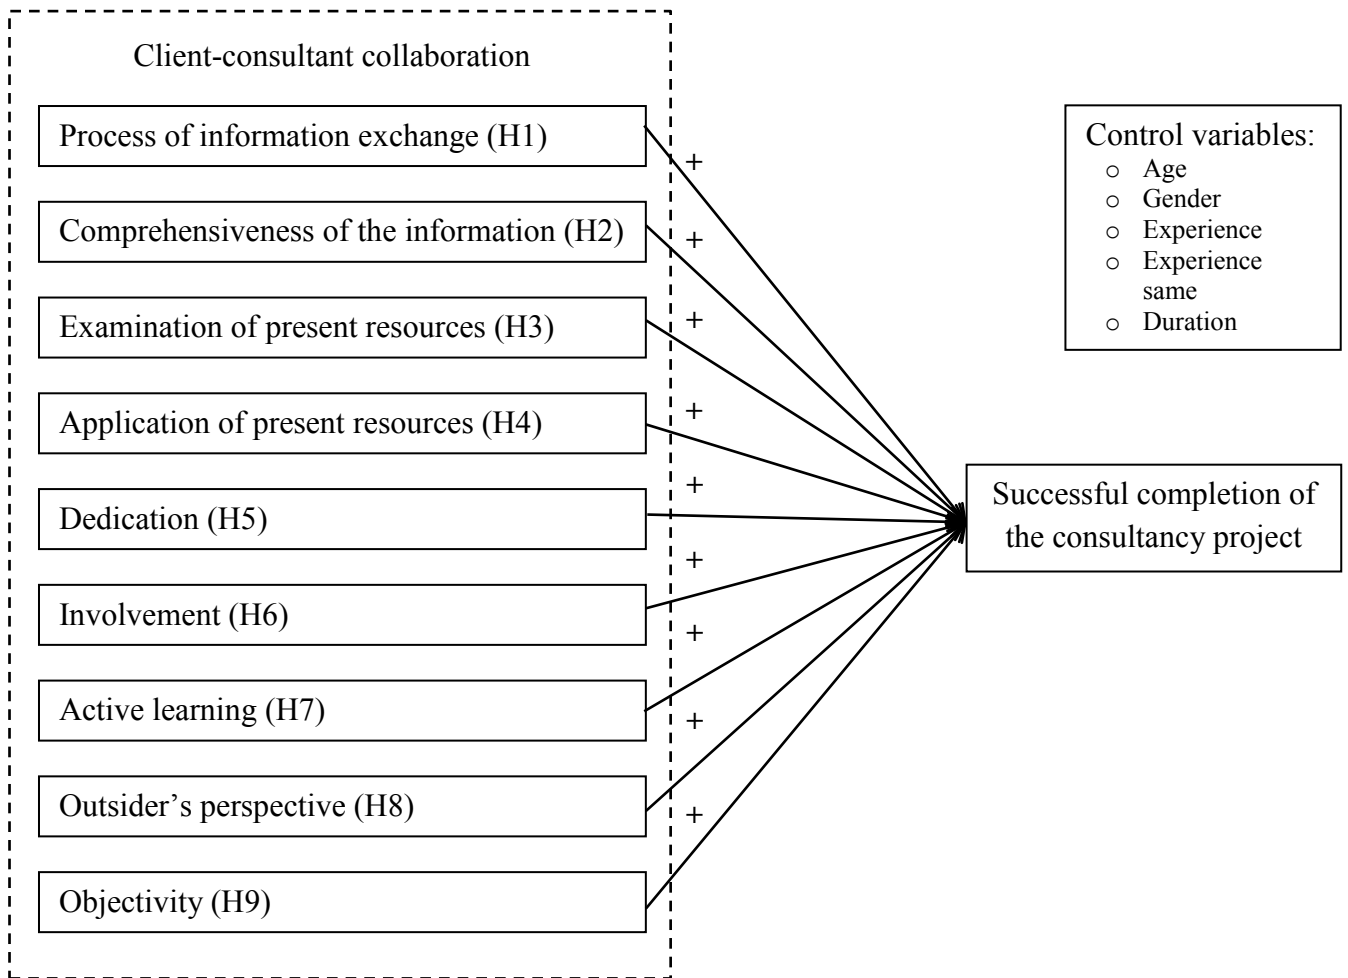 Client-consultant collaboration
Process of information exchange (H1)
Comprehensiveness of the information (H2)
Examination of present resources (H3)
Application of present resources (H4)
Dedication (H5)
Involvement (H6)
Active learning (H7)
Outsider’s perspective (H8)
Objectivity (H9)
+
+
+
+
+
+
+
+
+
Control variables:
o Age
o Gender
o Experience
o Experience
same
o Duration
Successful completion of
the consultancy project